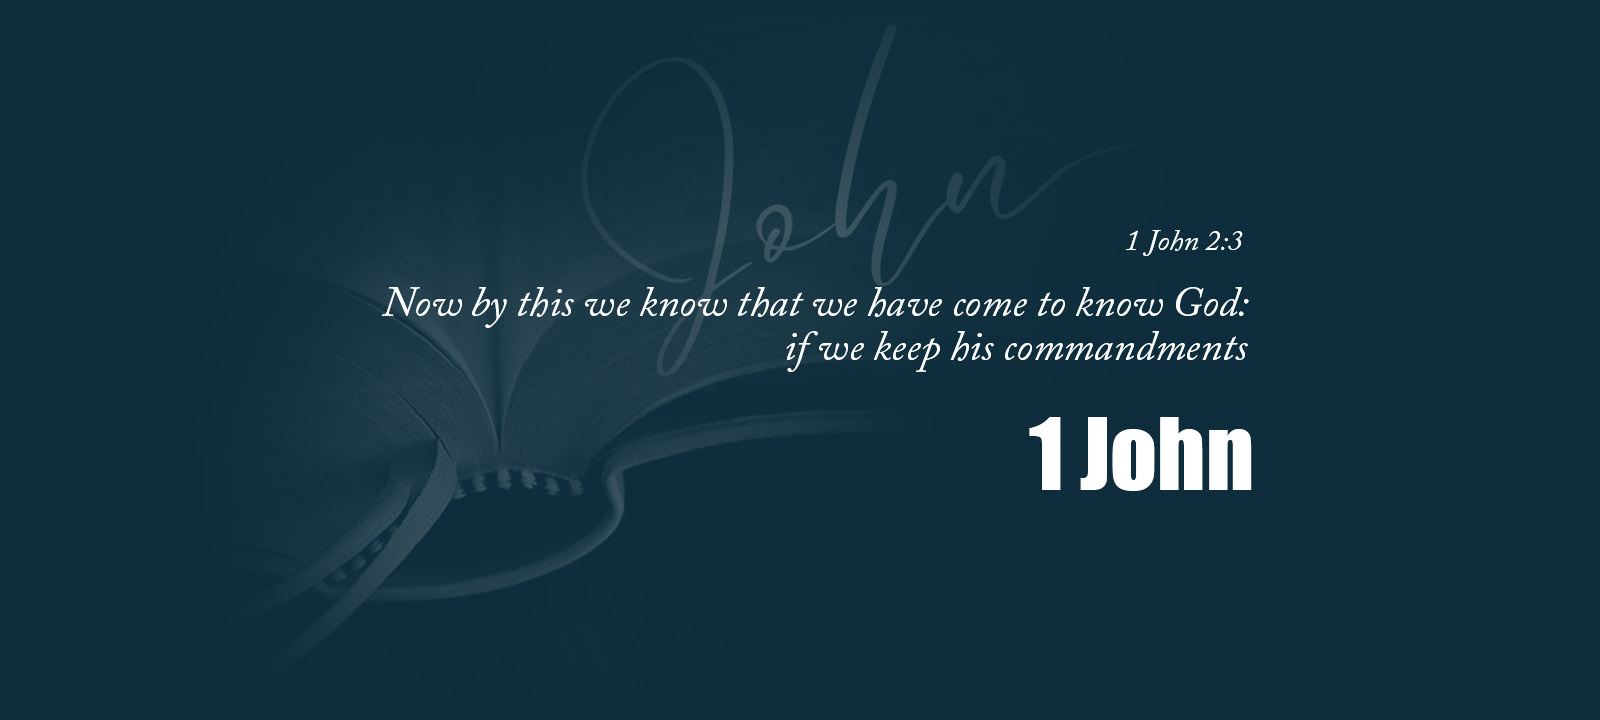 John
1 John 2:3
Now by this we know that we have come to know God:
if we keep his commandments
1 John